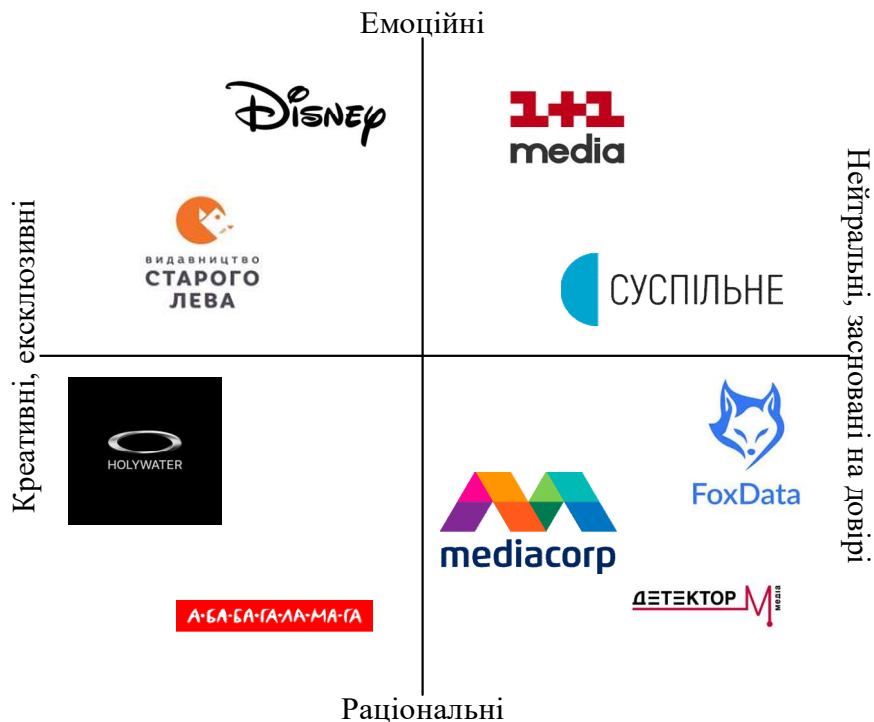 Емоційні
Disney
1+1
media
Нейтральні, засновані на довірі
Креативні, ексклюзивні
ВИДАВНИЦТВО
СТАРОГО
ЛЕВА
СУСПІЛЬНЕ
HOLYWATER
FoxData
mediacorp
ДЕТЕКТОР М
медіа
А-БА-БА-ГА-ЛА-МА-ГА
Раціональні